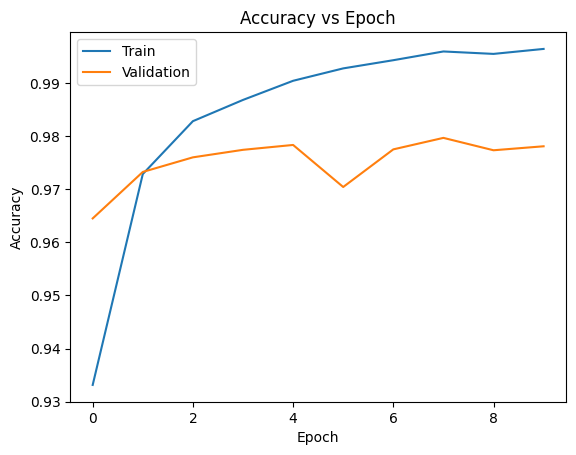 Accuracy vs Epoch
Train
Validation
0.99
0.98
0.97
0.96
0.95
0.94
0.93
Accuracy
0
2
4
6
8
Epoch